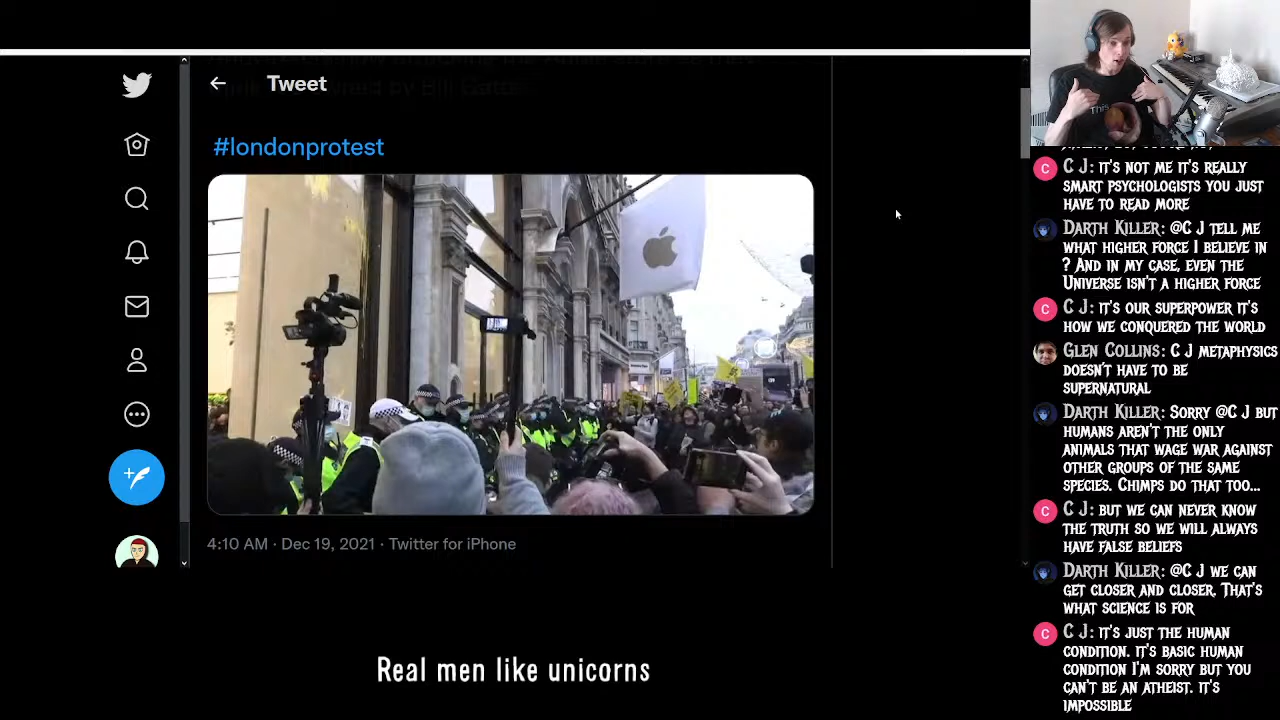 Tweet
#londonprotest
4:10 AM · Dec 19, 2021 · Twitter for iPhone
Real men like unicorns
This
C J: IT'S NOT ME IT'S REALLY
SMART PSYCHOLOGISTS YOU JUST
HAVE TO READ MORE
DARTH KILLER: @C J TELL ME
WHAT HIGHER FORCE I BELIEVE IN
? AND IN MY CASE, EVEN THE
UNIVERSE ISN'T A HIGHER FORCE
C J: IT'S OUR SUPERPOWER IT'S
HOW WE CONQUERED THE WORLD
GLEN COLLINS: C J METAPHYSICS
DOESN'T HAVE TO BE
SUPERNATURAL
DARTH KILLER: SORRY @C J BUT
HUMANS AREN'T THE ONLY
ANIMALS THAT WAGE WAR AGAINST
OTHER GROUPS OF THE SAME
SPECIES. CHIMPS DO THAT TOO...
C J: BUT WE CAN NEVER KNOW
THE TRUTH SO WE WILL ALWAYS
HAVE FALSE BELIEFS
DARTH KILLER: @C J WE CAN
GET CLOSER AND CLOSER. THAT'S
WHAT SCIENCE IS FOR
C J: IT'S JUST THE HUMAN
CONDITION. IT'S BASIC HUMAN
CONDITION I'M SORRY BUT YOU
CAN'T BE AN ATHEIST. IT'S
IMPOSSIBLE